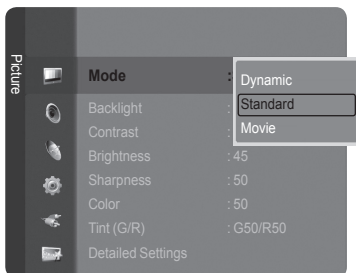 Picture
Mode :
Dynamic
Standard
Movie
Backlight :
Contrast :
Brightness : 45
Sharpness : 50
Color : 50
Tint (G/R) : G50/R50
Detailed Settings